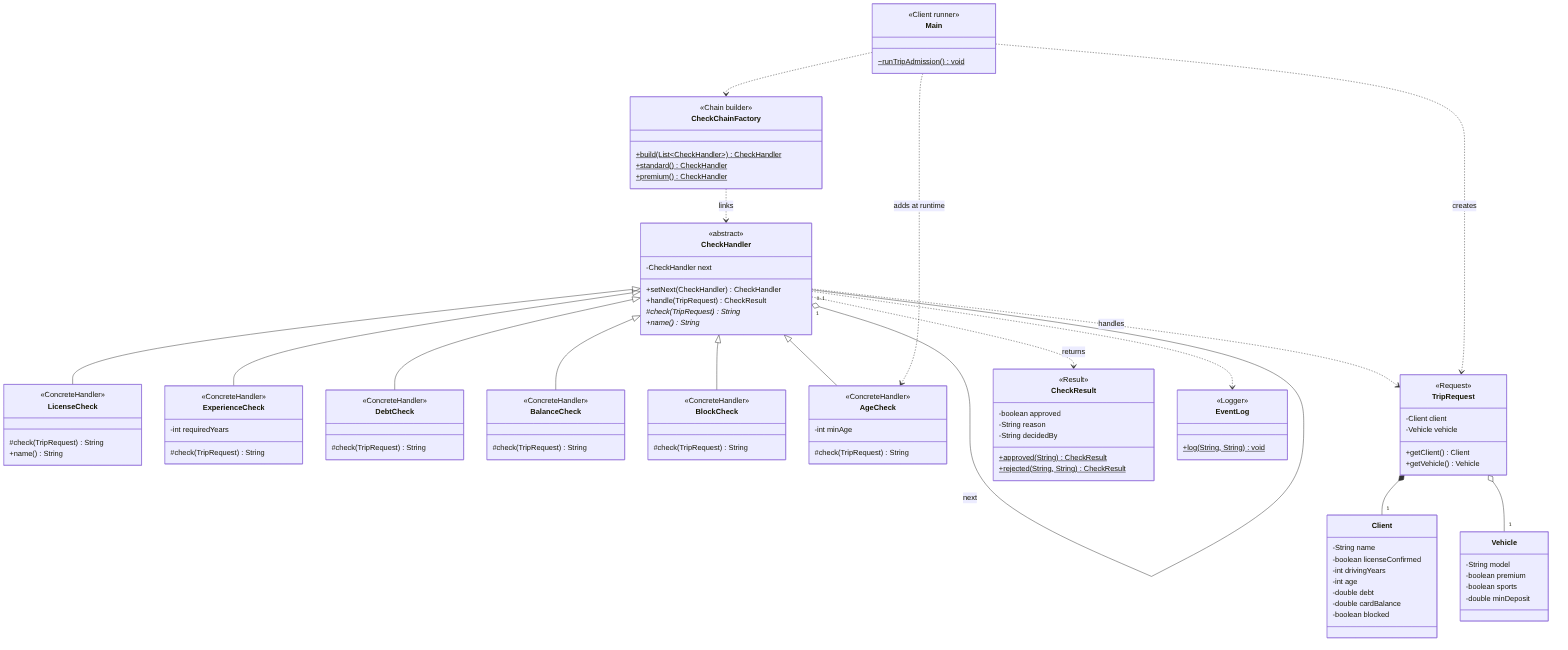 «Client runner»
Main
~runTripAdmission() : void
«Chain builder»
CheckChainFactory
+build(List<CheckHandler>) : CheckHandler
+standard() : CheckHandler
+premium() : CheckHandler
links
adds at runtime
creates
«abstract»
CheckHandler
-CheckHandler next
+setNext(CheckHandler) : CheckHandler
+handle(TripRequest) : CheckResult
#check(TripRequest) : String
+name() : String
1
handles
returns
next
«ConcreteHandler»
LicenseCheck
#check(TripRequest) : String
+name() : String
«ConcreteHandler»
ExperienceCheck
-int requiredYears
#check(TripRequest) : String
«ConcreteHandler»
DebtCheck
#check(TripRequest) : String
«ConcreteHandler»
BalanceCheck
#check(TripRequest) : String
«ConcreteHandler»
BlockCheck
#check(TripRequest) : String
«ConcreteHandler»
AgeCheck
-int minAge
#check(TripRequest) : String
«Result»
CheckResult
-boolean approved
-String reason
-String decidedBy
+approved(String) : CheckResult
+rejected(String, String) : CheckResult
«Logger»
EventLog
+log(String, String) : void
«Request»
TripRequest
-Client client
-Vehicle vehicle
+getClient() : Client
+getVehicle() : Vehicle
1
1
Client
-String name
-boolean licenseConfirmed
-int drivingYears
-int age
-double debt
-double cardBalance
-boolean blocked
Vehicle
-String model
-boolean premium
-boolean sports
-double minDeposit